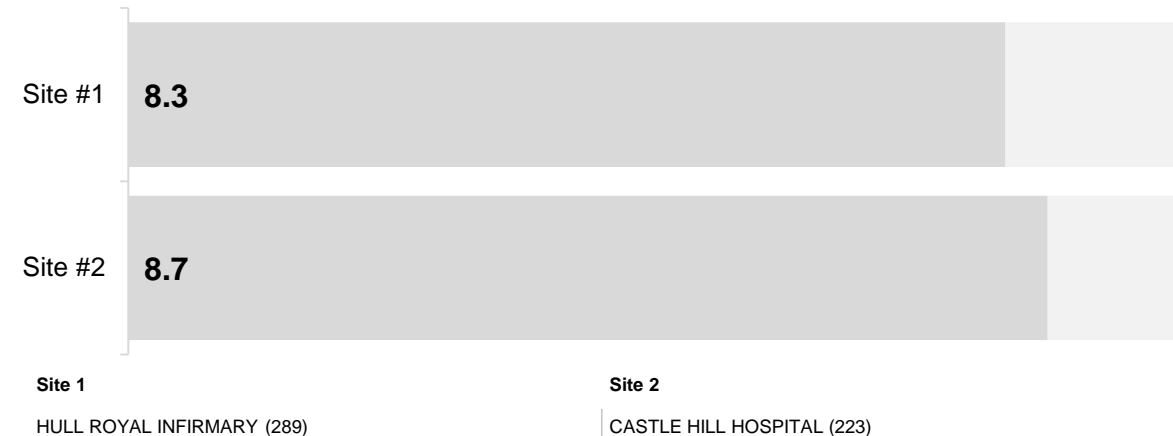 Site #1
8.3
Site #2
8.7
Site 1
Site 2
HULL ROYAL INFIRMARY (289)
CASTLE HILL HOSPITAL (223)